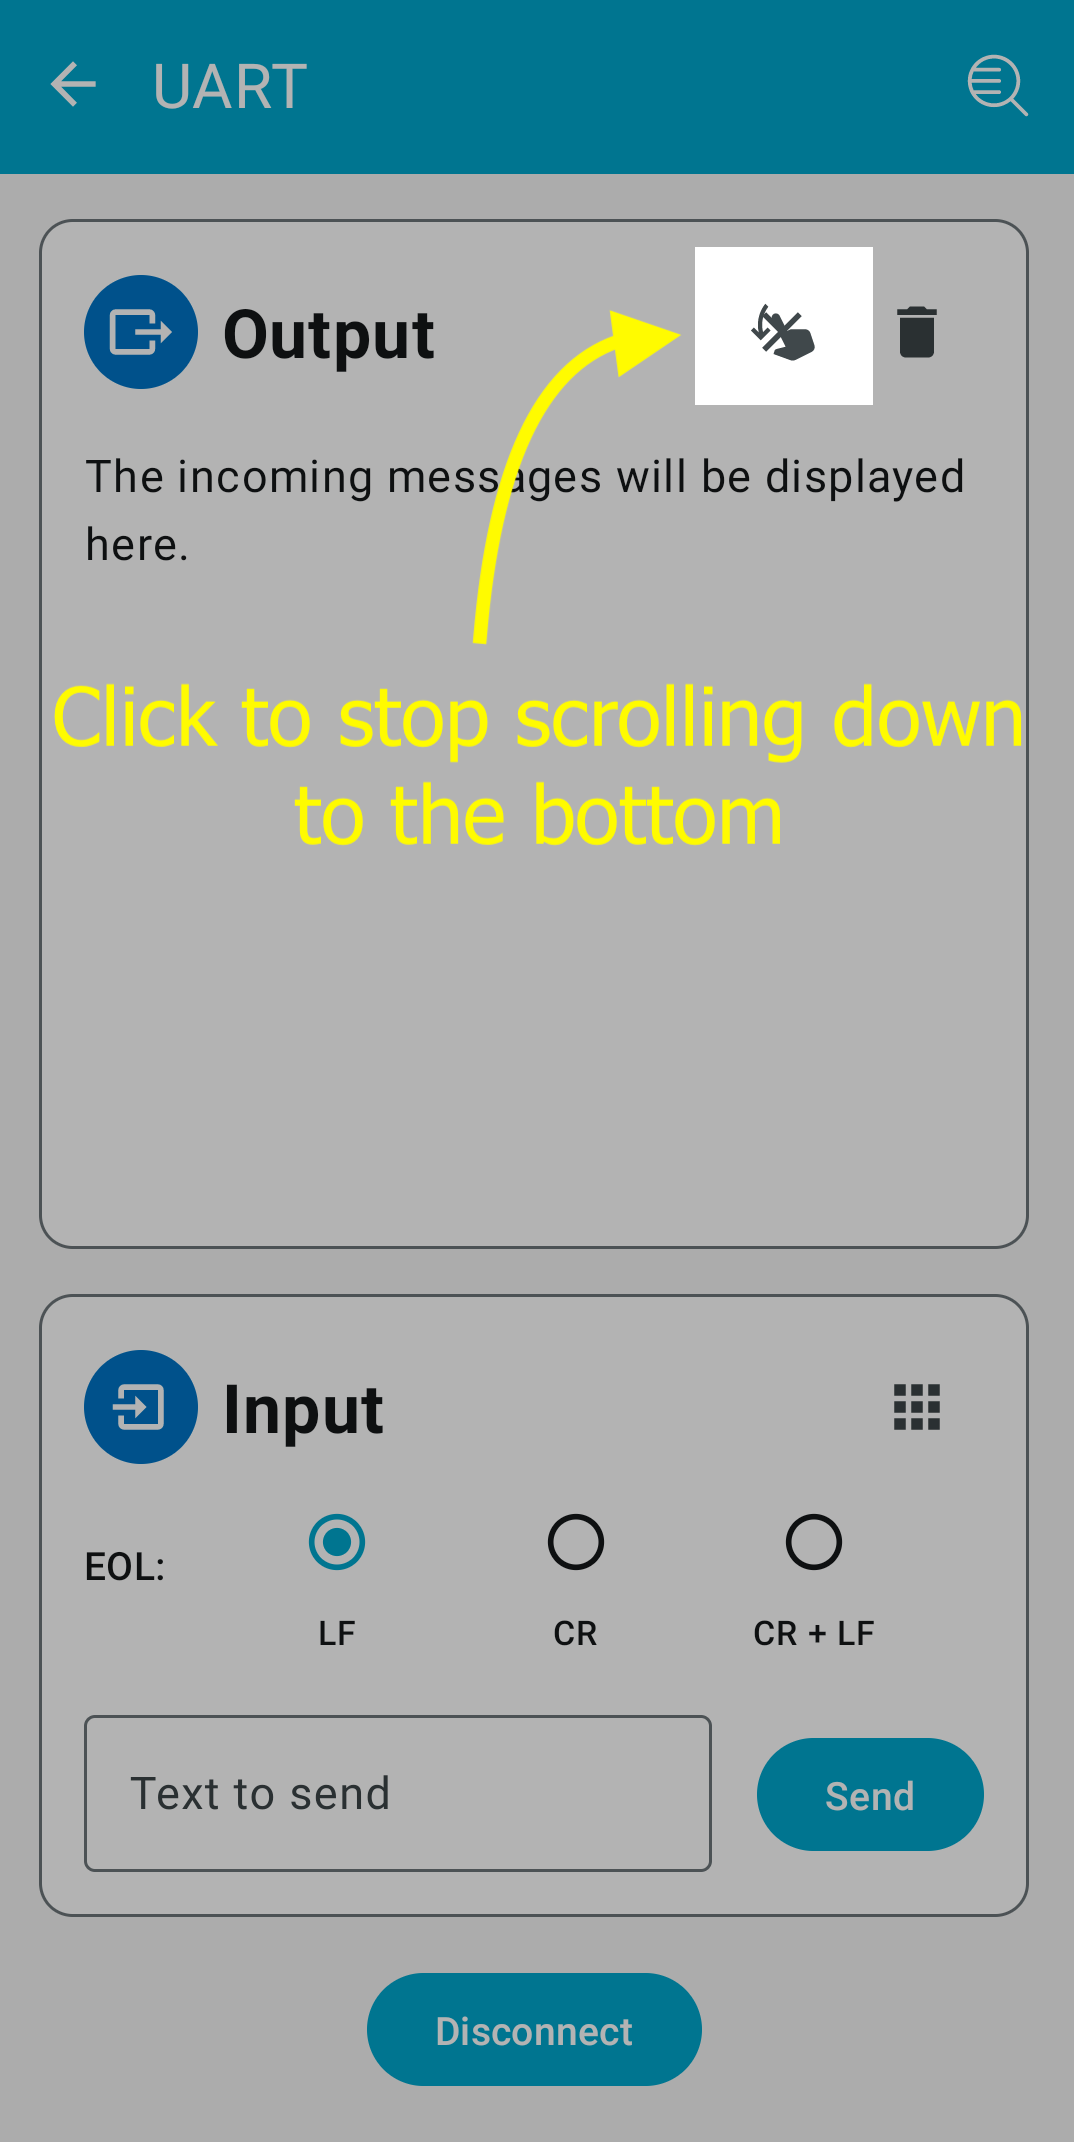 UART
Output
The incoming messages will be displayed
here.
Click to stop scrolling down
to the bottom
Input
EOL:
LF
CR
CR + LF
Text to send
Send
Disconnect